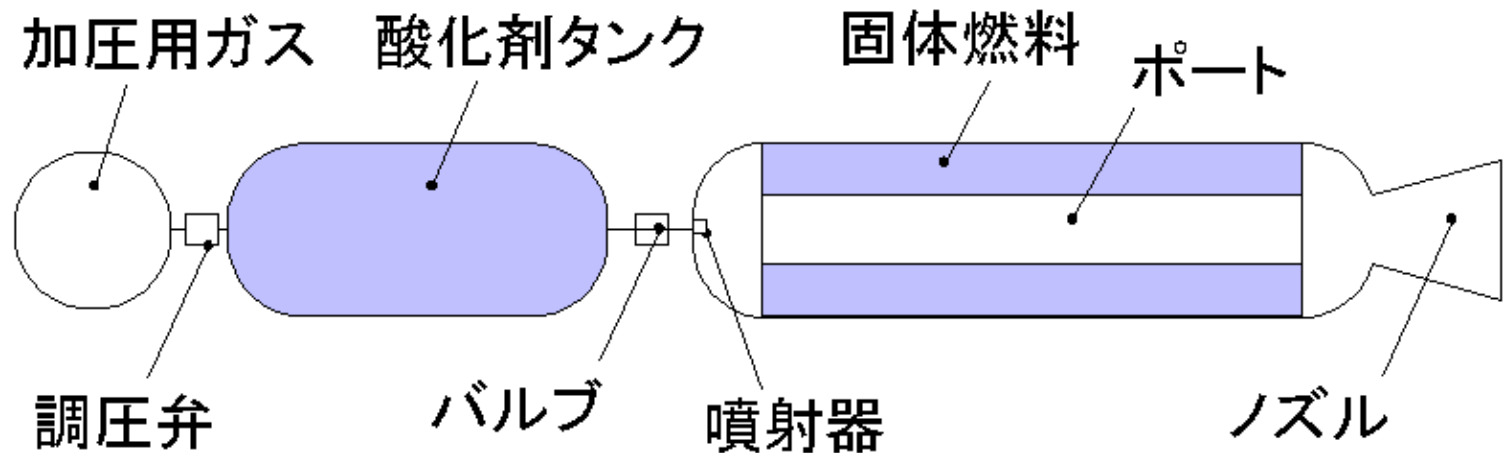 加圧用ガス
酸化剤タンク
固体燃料
ポート
調圧弁
バルブ
噴射器
ノズル